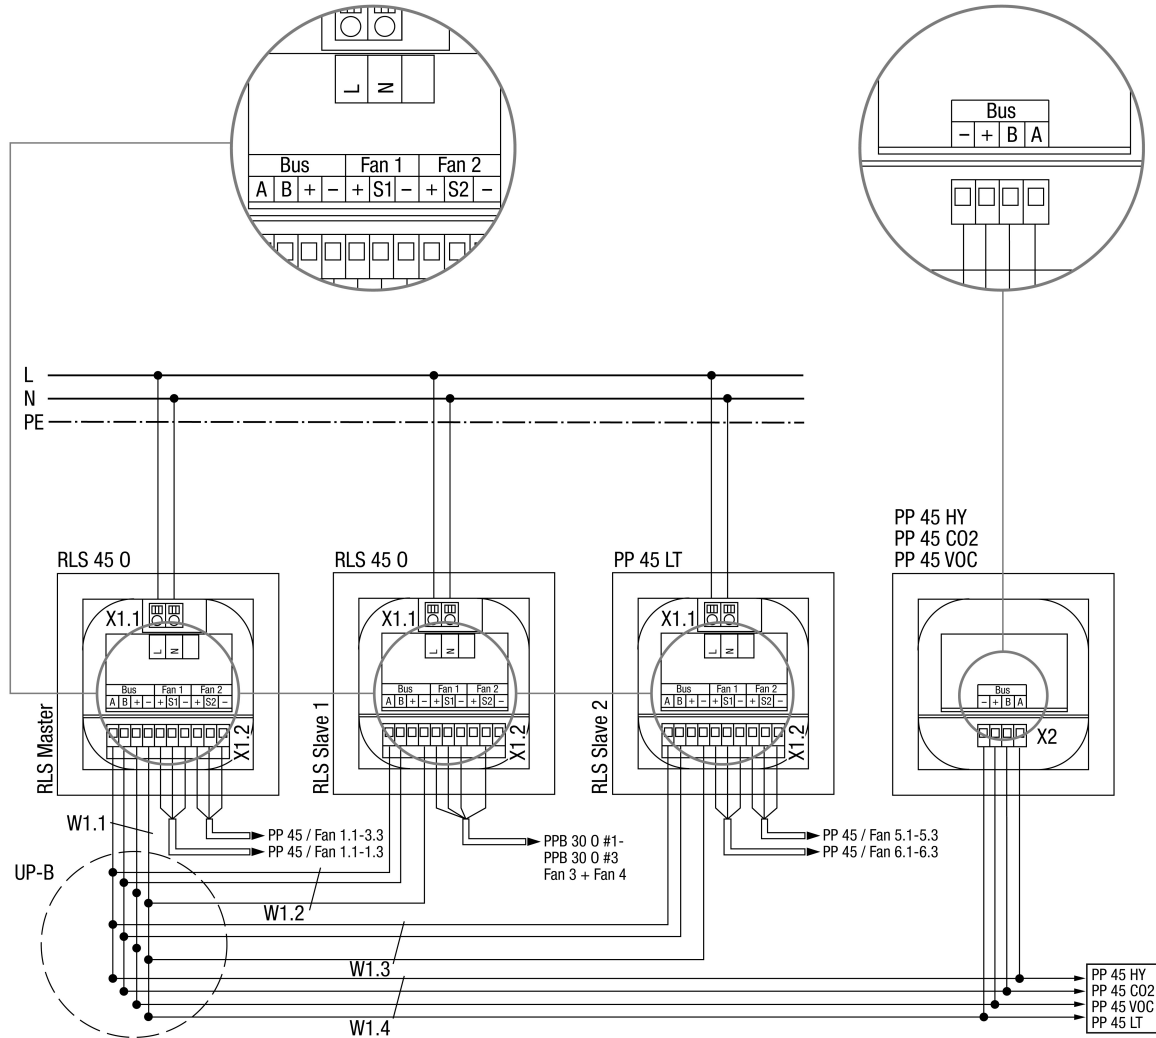 L N
Bus Fan 1 Fan 2
A B + - + S1 - + S2 -
Bus
- + B A
L
N
PE
PP 45 HY
PP 45 CO2
PP 45 VOC
RLS 45 O
RLS 45 O
PP 45 LT
X1.1
X1.1
X1.1
L N
L N
L N
Bus Fan 1 Fan 2
A B + - + S1 - + S2 -
Bus Fan 1 Fan 2
A B + - + S1 - + S2 -
Bus Fan 1 Fan 2
A B + - + S1 - + S2 -
Bus
- + B A
RLS Master
X1.2
RLS Slave 1
X1.2
RLS Slave 2
X1.2
X2
W1.1
PP 45 / Fan 1.1-3.3
PP 45 / Fan 1.1-1.3
PPB 30 O #1-
PPB 30 O #3
Fan 3 + Fan 4
PP 45 / Fan 5.1-5.3
PP 45 / Fan 6.1-6.3
UP-B
W1.2
W1.3
W1.4
PP 45 HY
PP 45 CO2
PP 45 VOC
PP 45 LT